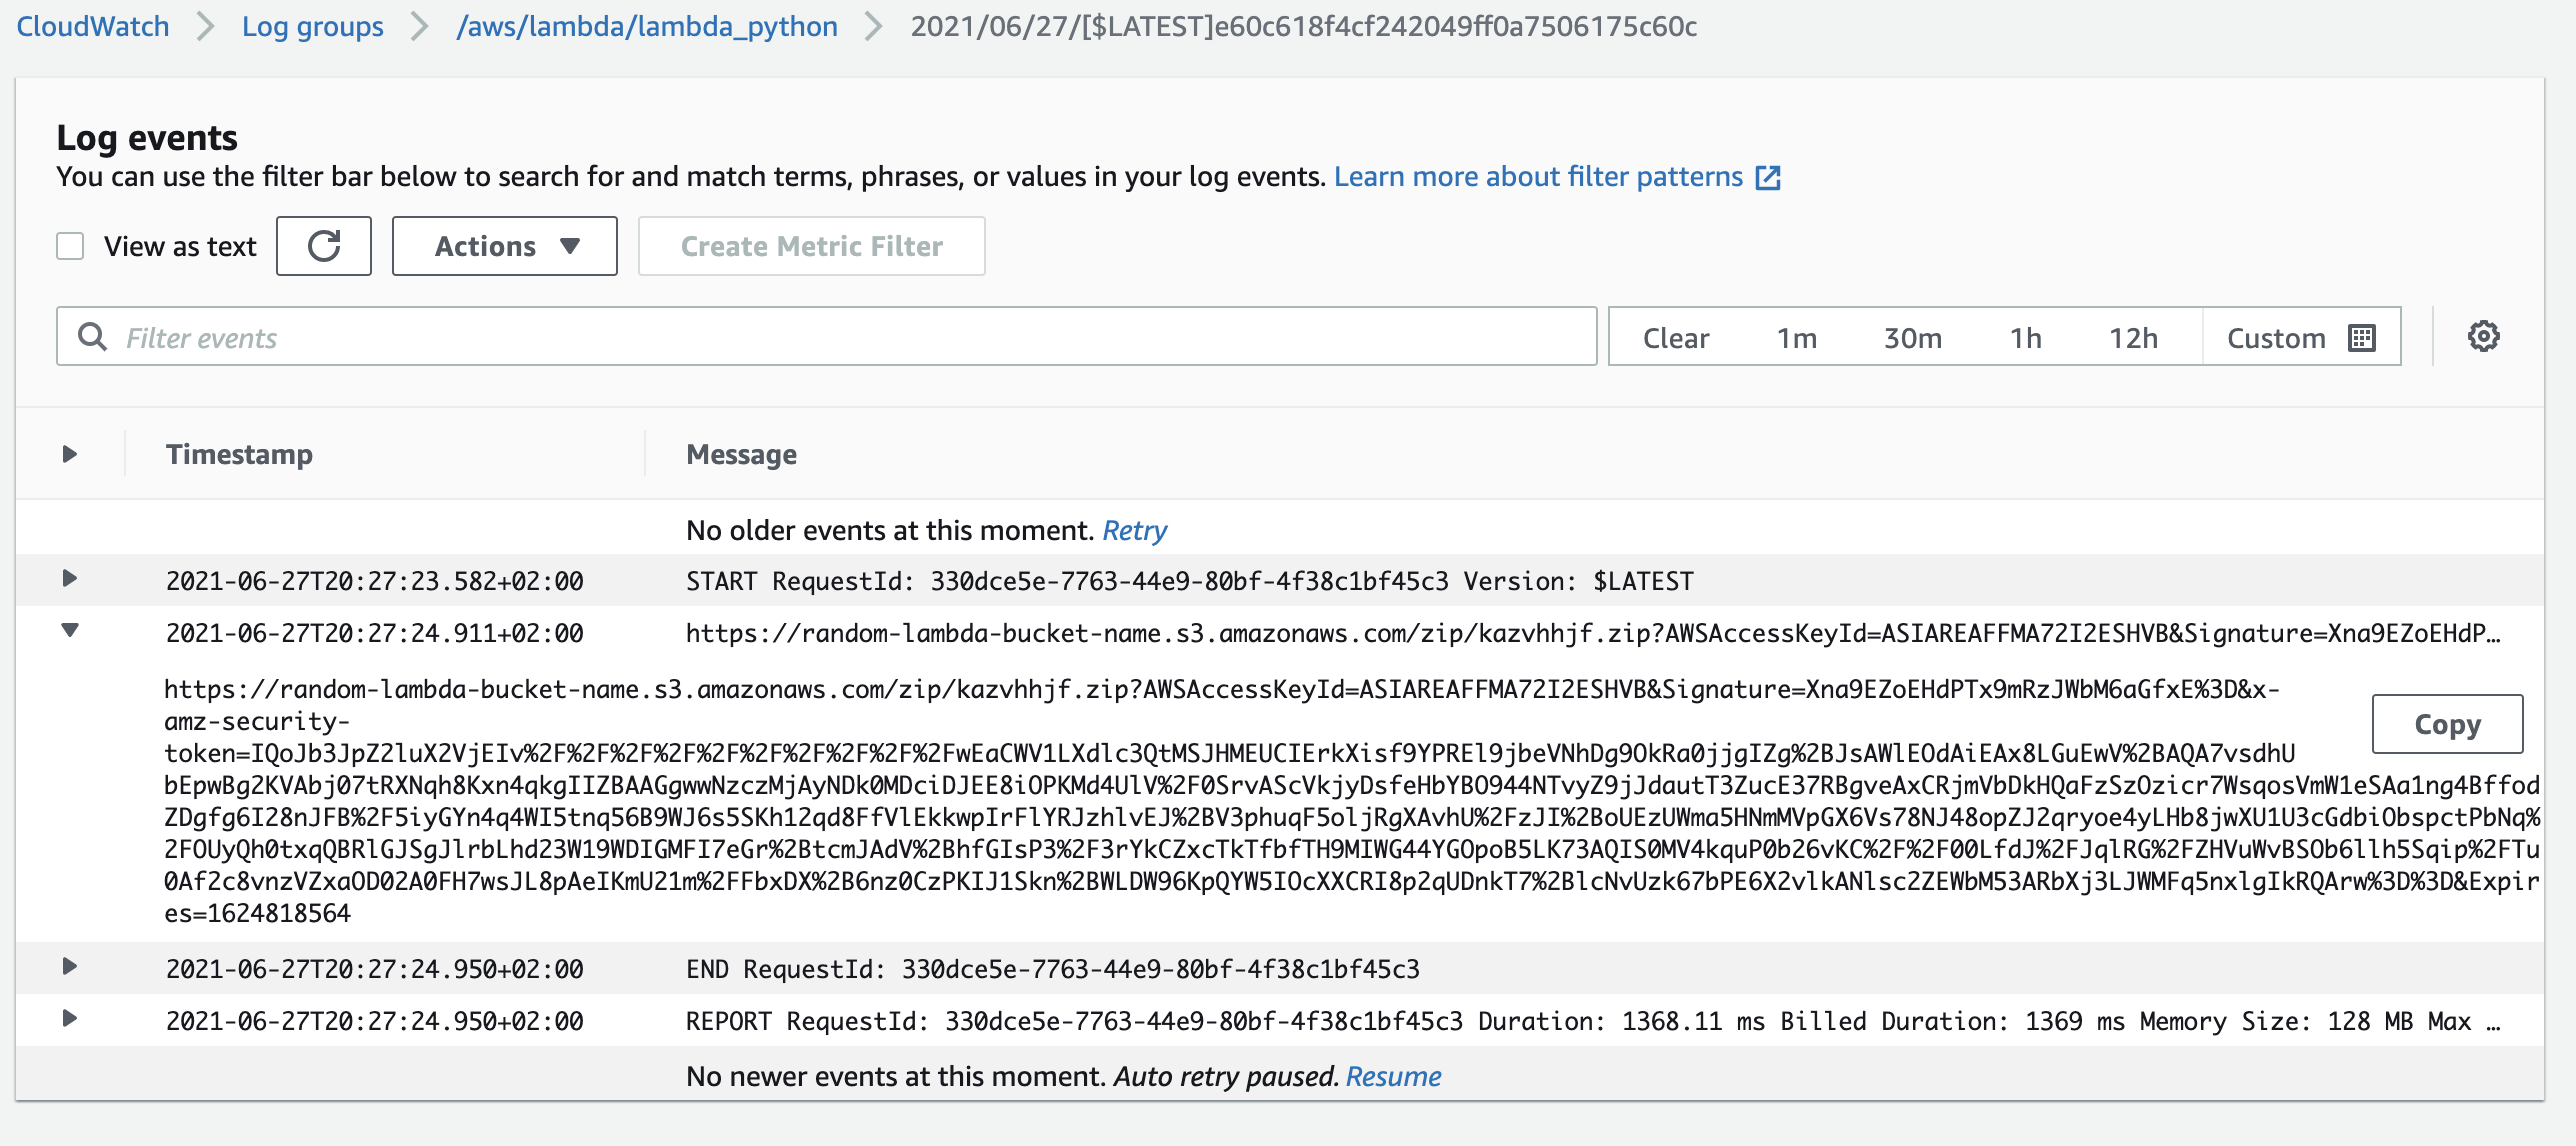 CloudWatch > Log groups > /aws/lambda/lambda_python > 2021/06/27/[$LATEST]e60c618f4cf242049ff0a7506175c60c
Log events
You can use the filter bar below to search for and match terms, phrases, or values in your log events. Learn more about filter patterns
View as text Actions Create Metric Filter
Filter events Clear 1m 30m 1h 12h Custom
Timestamp Message
No older events at this moment. Retry
2021-06-27T20:27:23.582+02:00 START RequestId: 330dce5e-7763-44e9-80bf-4f38c1bf45c3 Version: $LATEST
2021-06-27T20:27:24.911+02:00 https://random-lambda-bucket-name.s3.amazonaws.com/zip/kazvhhjf.zip?AWSAccessKeyId=ASIAREAFFMA72I2ESHVB&Signature=Xna9EZoEHdP…
https://random-lambda-bucket-name.s3.amazonaws.com/zip/kazvhhjf.zip?AWSAccessKeyId=ASIAREAFFMA72I2ESHVB&Signature=Xna9EZoEHdPTx9mRzJWbM6aGfxE%3D&x-
amz-security-
Copy
token=IQoJb3JpZ2luX2VjEIv%2F%2F%2F%2F%2F%2F%2F%2F%2F%2FwEaCWV1LXdlc3QtMSJHMEUCIErkXisf9YPREl9jbeVNhDg9OkRa0jjgIZg%2BJsAWlEOdAiEAx8LGuEwV%2BAQA7vsdhU
bEpwBg2KVAbj07tRXNqh8Kxn4qkgIIZBAAGgwwNzczMjAyNDk0MDciDJEE8iOPKMd4UlV%2F0SrvAScVkjyDsfeHbYBO944NTvyZ9jJdautT3ZucE37RBgveAxCRjmVbDkHQaFzSzOzicr7WsqosVmW1eSAa1ng4Bffod
ZDgfg6I28nJFB%2F5iyGYn4q4WI5tnq56B9WJ6s5SKh12qd8FfVlEkkwpIrFlYRJzhlvEJ%2BV3phuqF5oljRgXAvhU%2FzJI%2BoUEzUWma5HNmMVpGX6Vs78NJ48opZJ2qryoe4yLHb8jwXU1U3cGdbiObspctPbNq%
2FOUyQh0txqQBRlGJSgJlrbLhd23W19WDIGMFI7eGr%2BtcmJAdV%2BhfGIsP3%2F3rYkCZxcTkTfbfTH9MIWG44YGOpoB5LK73AQIS0MV4kquP0b26vKC%2F%2F00LfdJ%2FJqlRG%2FZHVuWvBSOb6llh5Sqip%2FTu
0Af2c8vnzVZxaOD02A0FH7wsJL8pAeIKmU21m%2FFbxDX%2B6nz0CzPKIJ1Skn%2BWLDW96KpQYW5IOcXXCRI8p2qUDnkT7%2BlcNvUzk67bPE6X2vlkANlsc2ZEWbM53ARbXj3LJWMFq5nxlgIkRQArw%3D%3D&Expir
es=1624818564
2021-06-27T20:27:24.950+02:00 END RequestId: 330dce5e-7763-44e9-80bf-4f38c1bf45c3
2021-06-27T20:27:24.950+02:00 REPORT RequestId: 330dce5e-7763-44e9-80bf-4f38c1bf45c3 Duration: 1368.11 ms Billed Duration: 1369 ms Memory Size: 128 MB Max …
No newer events at this moment. Auto retry paused. Resume